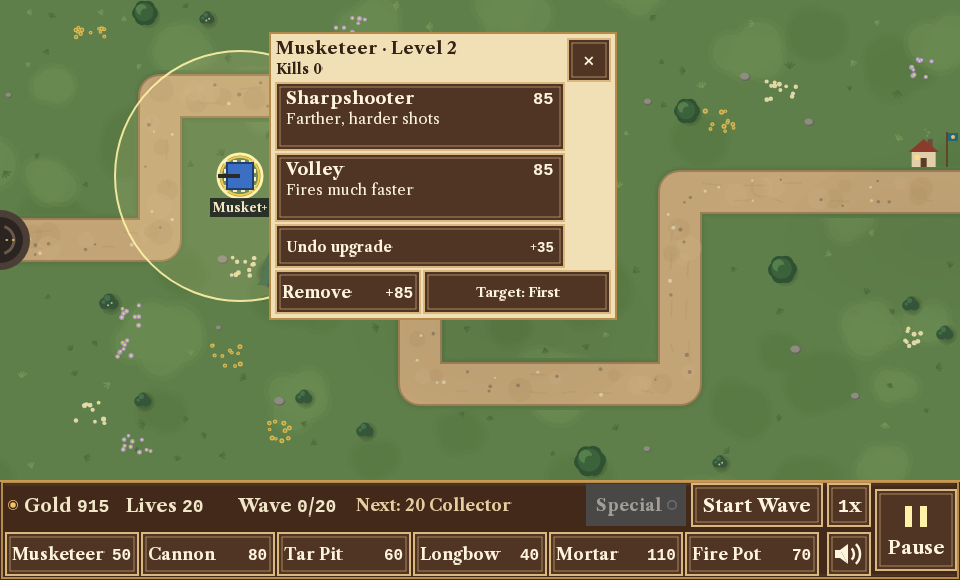 Musketeer · Level 2
Kills 0
×
Sharpshooter 85
Farther, harder shots
Volley 85
Fires much faster
Musket+
Undo upgrade +35
Remove +85
Target: First
Gold 915 Lives 20 Wave 0/20 Next: 20 Collector Special Start Wave 1x
Musketeer 50 Cannon 80 Tar Pit 60 Longbow 40 Mortar 110 Fire Pot 70 Pause